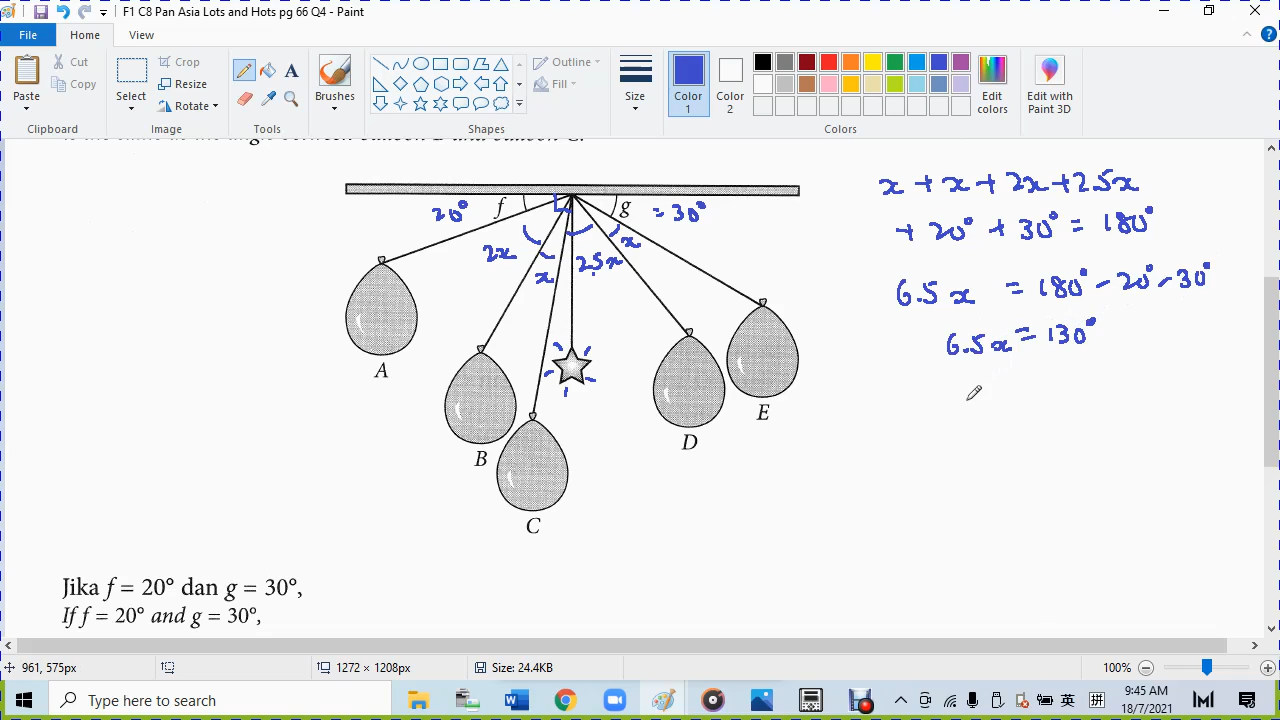 F1 C8 Pan Asia Lots and Hots pg 66 Q4 - Paint
File
Home
View
Paste
Cut
Copy
Clipboard
Select
Crop
Resize
Rotate
Image
A
Tools
Brushes
Shapes
Outline
Fill
Size
Color 1
Color 2
Edit colors
Edit with Paint 3D
Colors
20° f g = 30°
2x x 2.5x x
A
B
C
D
E
x + x + 2x + 2.5x
+ 20° + 30° = 180°
6.5x = 180° - 20° - 30°
6.5x = 130°
Jika f = 20° dan g = 30°,
If f = 20° and g = 30°,
961, 575px
1272 × 1208px
Size: 24.4KB
100%
Type here to search
英
拼
9:45 AM
18/7/2021